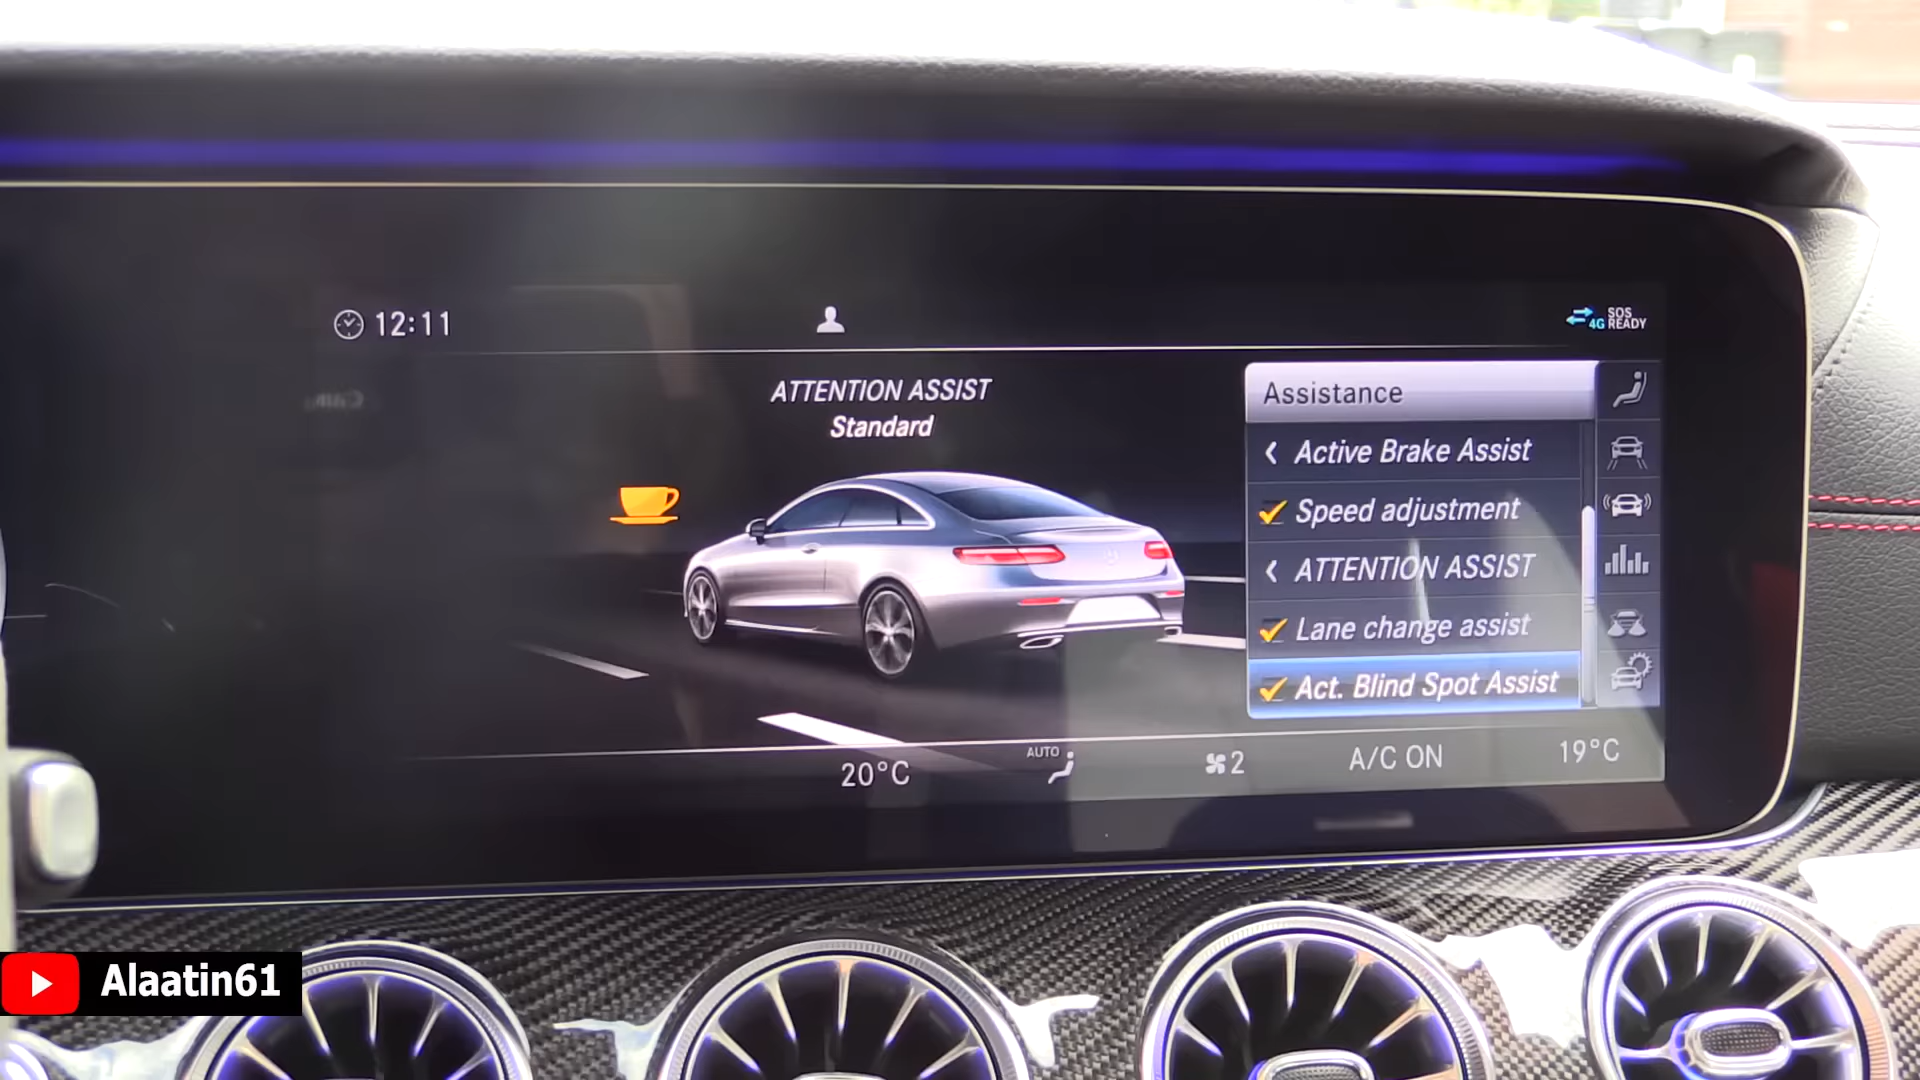 12:11
4G
SOS
READY
ATTENTION ASSIST
Standard
Assistance
Active Brake Assist
Speed adjustment
ATTENTION ASSIST
Lane change assist
Act. Blind Spot Assist
20°C
AUTO
2
A/C ON
19°C
Alaatin61